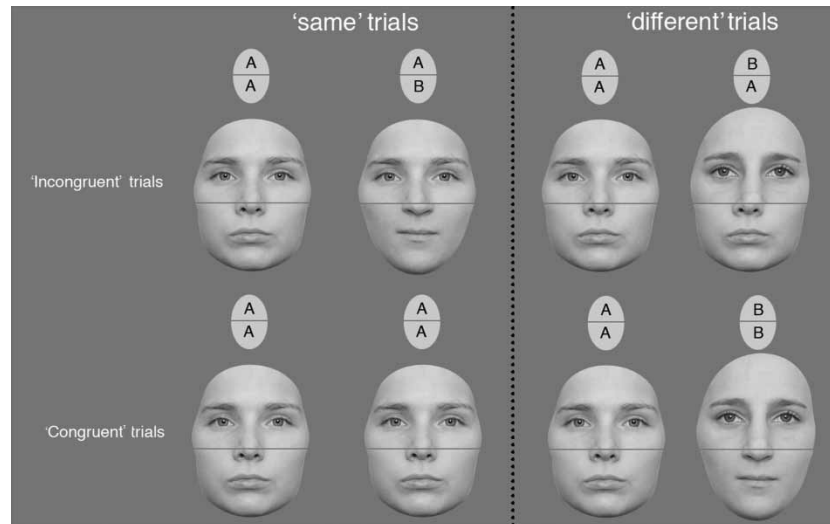 'same' trials 'different' trials
A A A B
A B A A
'Incongruent' trials
A A A B
A A A B
'Congruent' trials